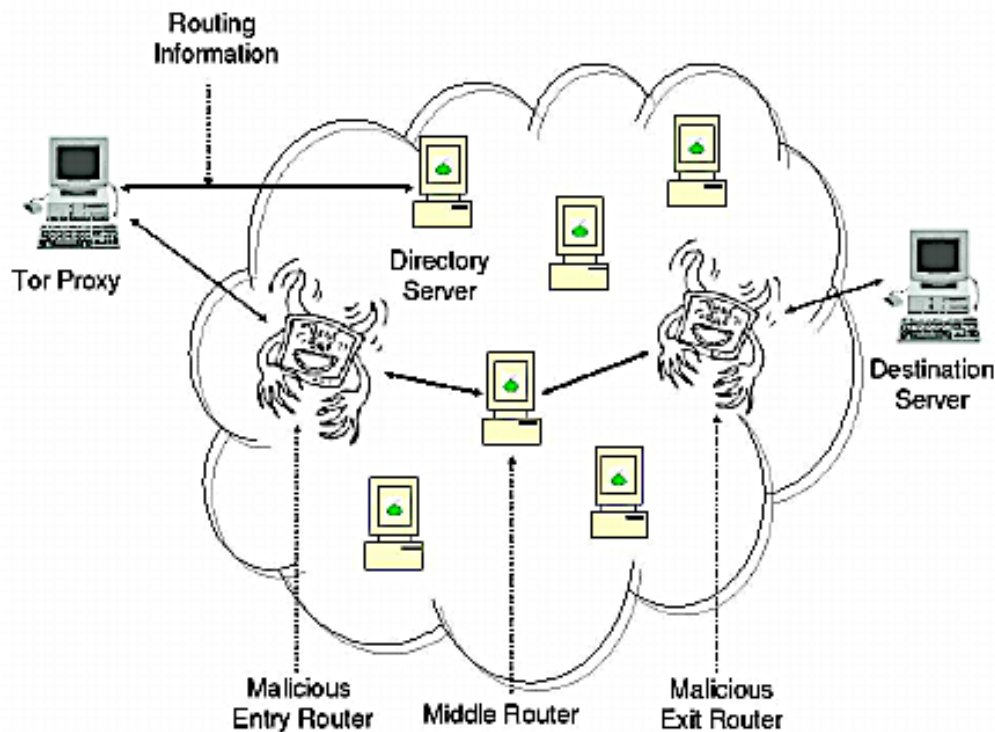 Routing
Information
Tor Proxy
Directory
Server
Destination
Server
Malicious
Entry Router
Middle Router
Malicious
Exit Router